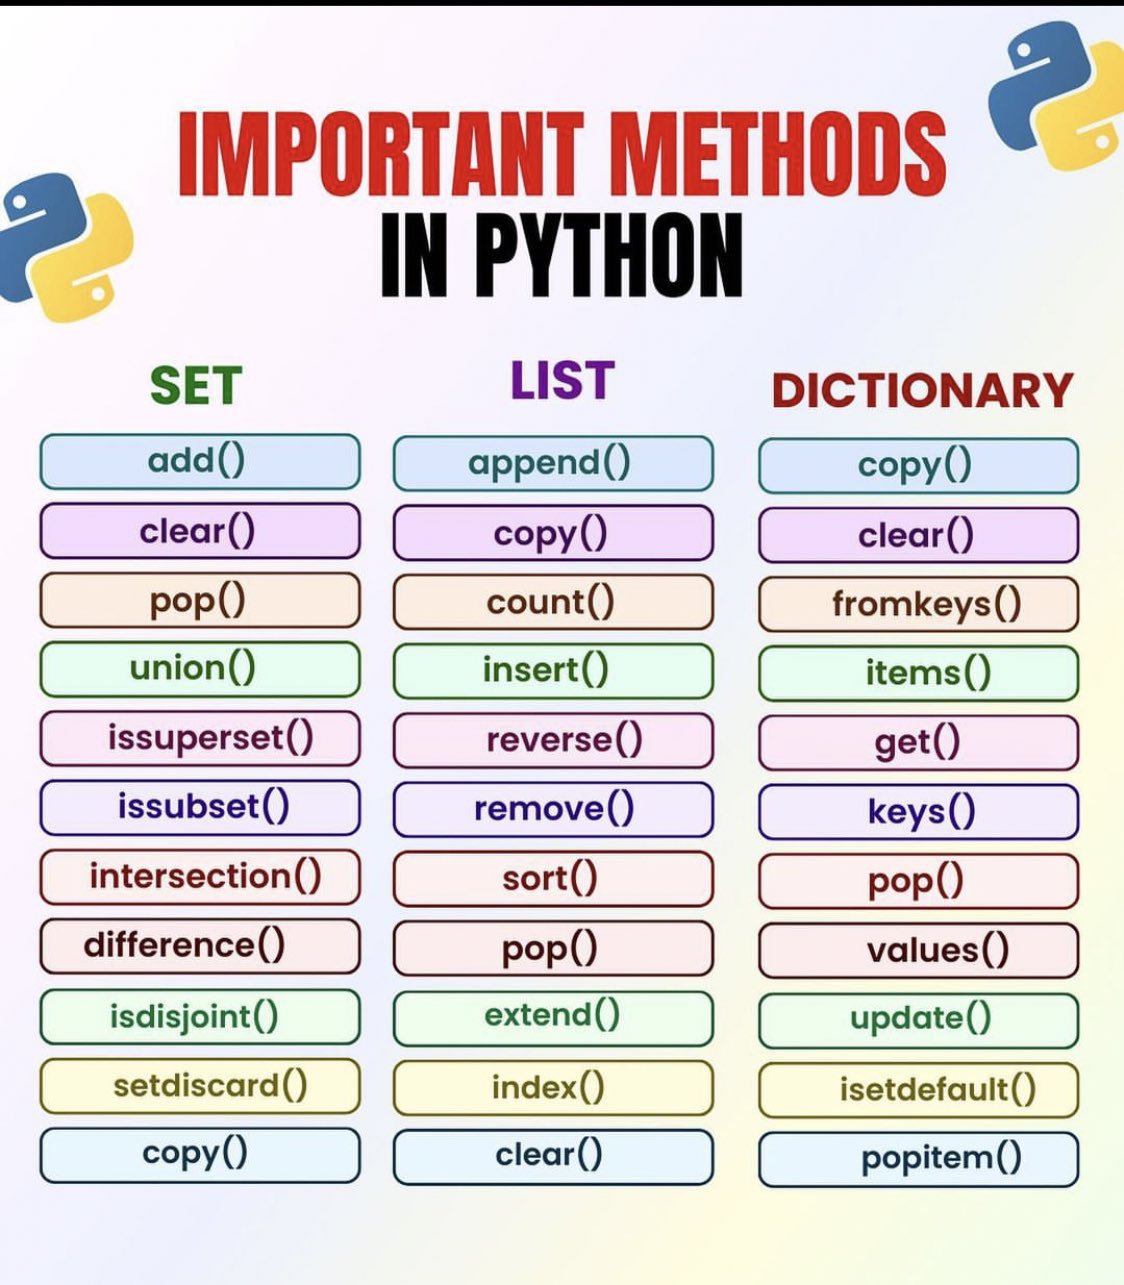 IMPORTANT METHODS
IN PYTHON
SET
add()
clear()
pop()
union()
issuperset()
issubset()
intersection()
difference()
isdisjoint()
setdiscard()
copy()
LIST
append()
copy()
count()
insert()
reverse()
remove()
sort()
pop()
extend()
index()
clear()
DICTIONARY
copy()
clear()
fromkeys()
items()
get()
keys()
pop()
values()
update()
isetdefault()
popitem()